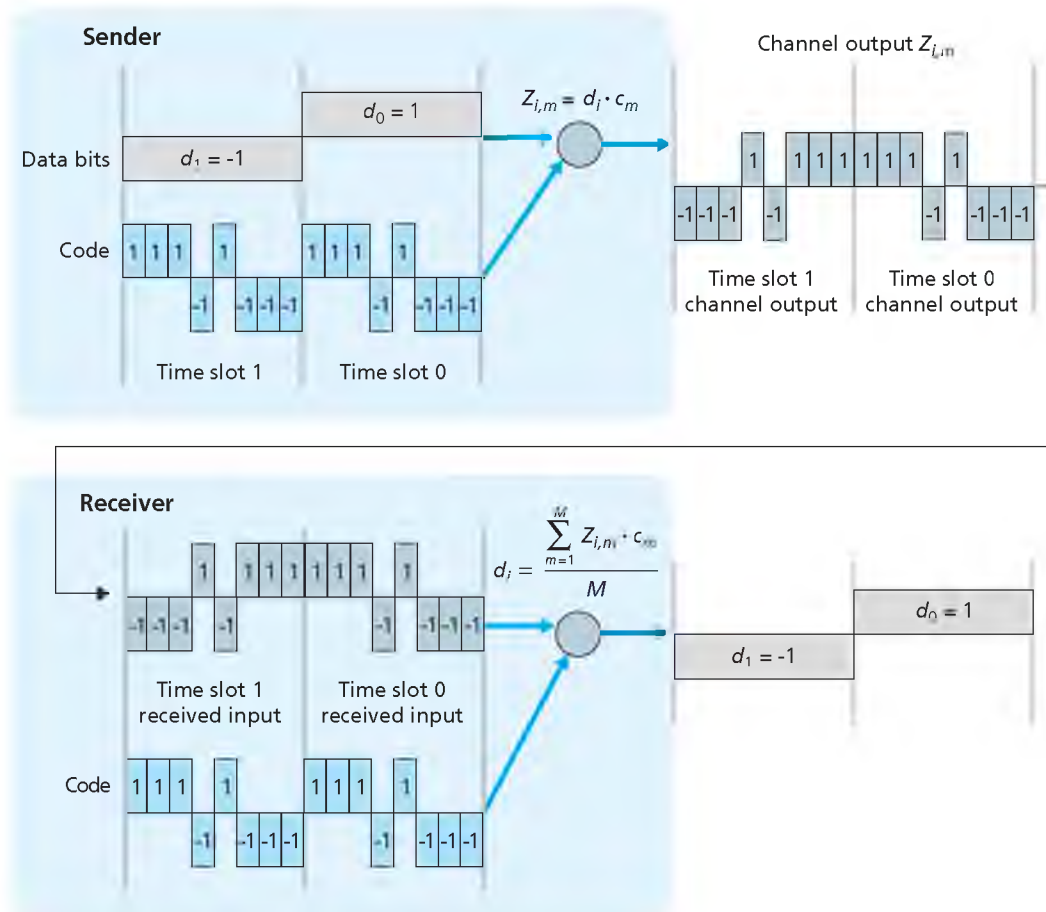 Sender
Channel output Z_{i,m}
d_0 = 1
Z_{i,m} = d_i · c_m
Data bits
d_1 = -1
1 1 1 1 1 1 1 1
-1 -1 -1 -1 -1 -1 -1 -1
Code
1 1 1 1 1 1 1 1
-1 -1 -1 -1 -1 -1 -1 -1
Time slot 1
channel output
Time slot 0
channel output
Time slot 1
Time slot 0
Receiver
d_i = \frac{\sum_{m=1}^{M} Z_{i,m} · c_m}{M}
1 1 1 1 1 1 1 1
-1 -1 -1 -1 -1 -1 -1 -1
d_0 = 1
d_1 = -1
Time slot 1
received input
Time slot 0
received input
Code
1 1 1 1 1 1 1 1
-1 -1 -1 -1 -1 -1 -1 -1